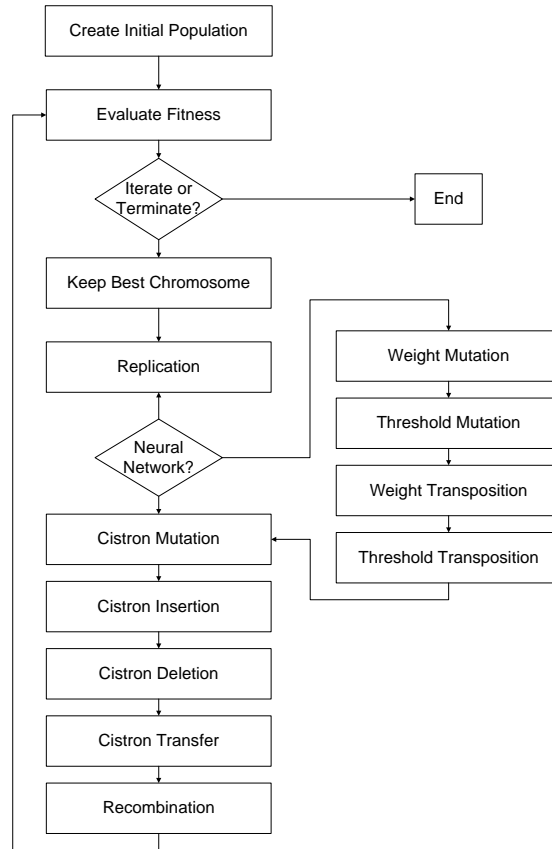 Create Initial Population
Evaluate Fitness
Iterate or
Terminate?
End
Keep Best Chromosome
Replication
Neural
Network?
Weight Mutation
Threshold Mutation
Weight Transposition
Threshold Transposition
Cistron Mutation
Cistron Insertion
Cistron Deletion
Cistron Transfer
Recombination